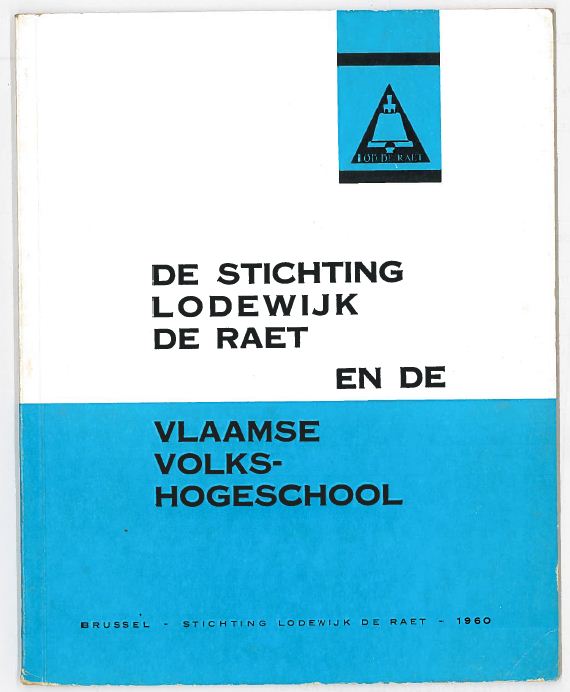 LOD DE RAET
DE STICHTING
LODEWIJK
DE RAET
EN DE
VLAAMSE
VOLKS-
HOGESCHOOL
BRUSSEL - STICHTING LODEWIJK DE RAET - 1960